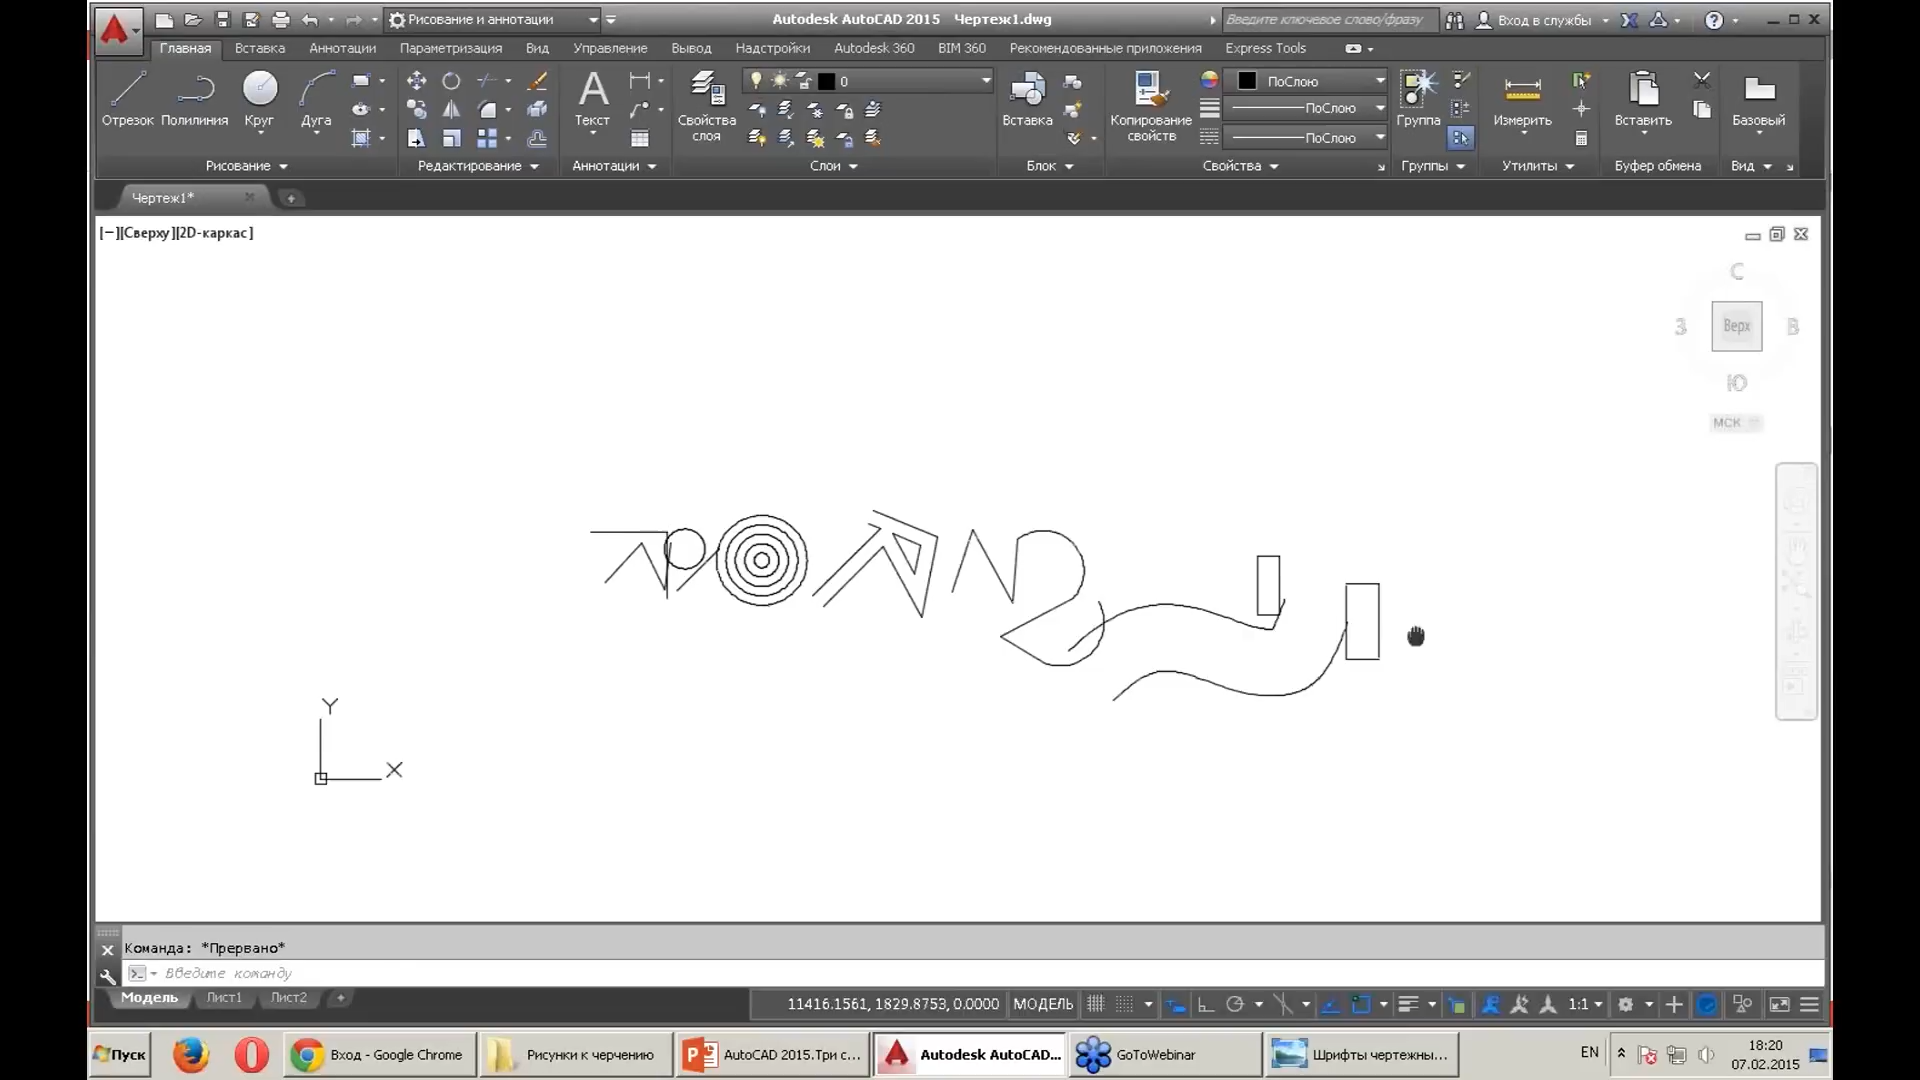 Рисование и аннотации
Autodesk AutoCAD 2015 Чертеж1.dwg
Введите ключевое слово/фразу
Вход в службы
Главная Вставка Аннотации Параметризация Вид Управление Вывод Надстройки Autodesk 360 BIM 360 Рекомендованные приложения Express Tools
0
ПоСлою
ПоСлою
ПоСлою
Отрезок Полилиния Круг Дуга
Текст
Свойства
слоя
Вставка
Копирование
свойств
Группа
Измерить
Вставить
Базовый
Рисование Редактирование Аннотации Слои Блок Свойства Группы Утилиты Буфер обмена Вид
Чертеж1*
[−][Сверху][2D-каркас]
С
З Верх В
Ю
МСК
Y
X
Команда: *Прервано*
Введите команду
Модель Лист1 Лист2
11416.1561, 1829.8753, 0.0000 МОДЕЛЬ 1:1
Пуск
Вход - Google Chrome
Рисунки к черчению
AutoCAD 2015.Три с...
Autodesk AutoCAD...
GoToWebinar
Шрифты чертежны...
EN
18:20
07.02.2015